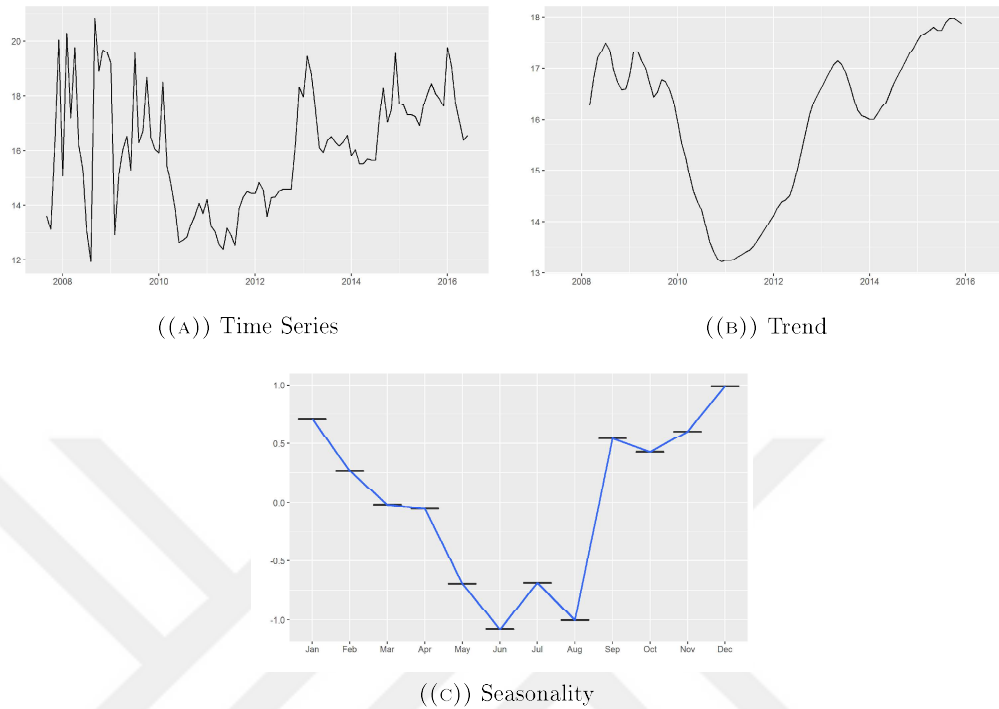 20
18
16
14
12
2008 2010 2012 2014 2016
((A)) Time Series
18
17
16
15
14
13
2008 2010 2012 2014 2016
((B)) Trend
1.0
0.5
0.0
-0.5
-1.0
Jan Feb Mar Apr May Jun Jul Aug Sep Oct Nov Dec
((C)) Seasonality